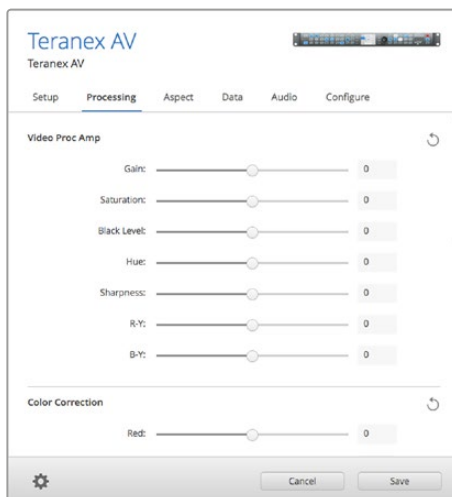 Teranex AV
Teranex AV
Setup Processing Aspect Data Audio Configure
Video Proc Amp
Gain: 0
Saturation: 0
Black Level: 0
Hue: 0
Sharpness: 0
R-Y: 0
B-Y: 0
Color Correction
Red: 0
Cancel Save